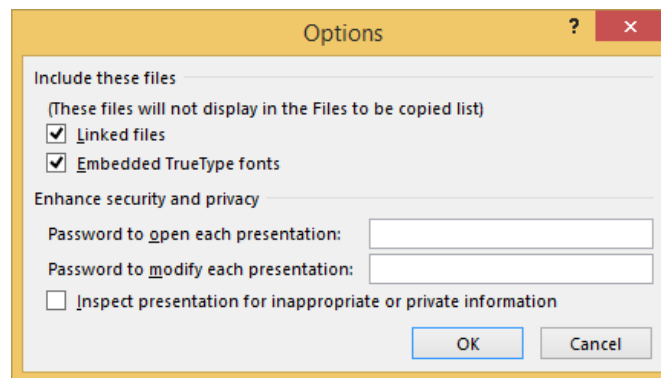 Options
?
Include these files
(These files will not display in the Files to be copied list)
Linked files
Embedded TrueType fonts
Enhance security and privacy
Password to open each presentation:
Password to modify each presentation:
Inspect presentation for inappropriate or private information
OK Cancel